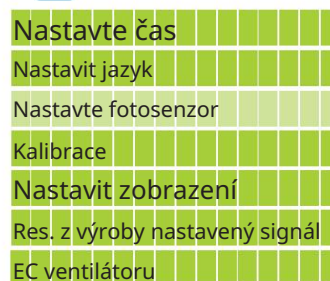 Nastavte čas
Nastavit jazyk
Nastavte fotosenzor
Kalibrace
Nastavit zobrazení
Res. z výroby nastavený signál
EC ventilátoru